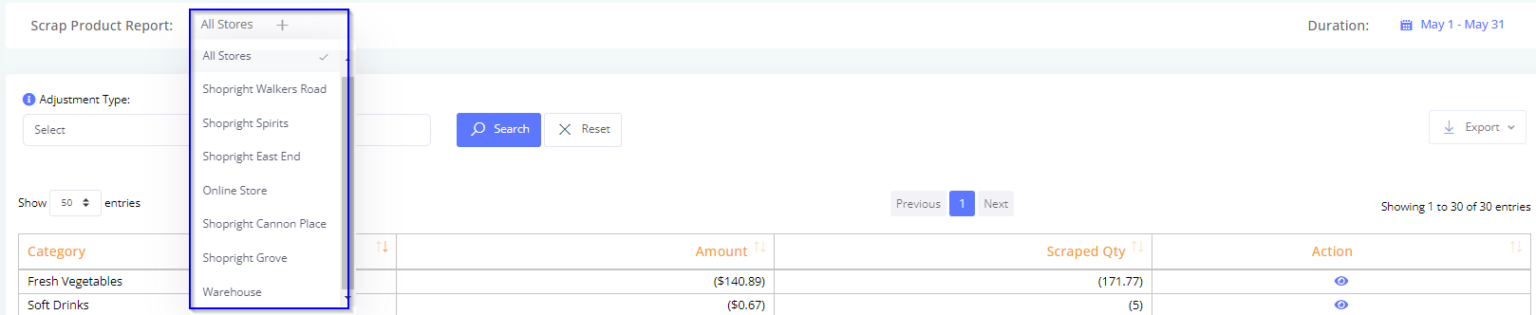 Scrap Product Report: All Stores + Duration: May 1 - May 31
All Stores
Shopright Walkers Road
Adjustment Type:
Shopright Spirits
Select Search Reset Export
Shopright East End
Online Store
Show 50 entries Previous 1 Next Showing 1 to 30 of 30 entries
Shopright Cannon Place
Category Amount Scraped Qty Action
Shopright Grove
Fresh Vegetables ($140.89) (171.77)
Warehouse
Soft Drinks ($0.67) (5)